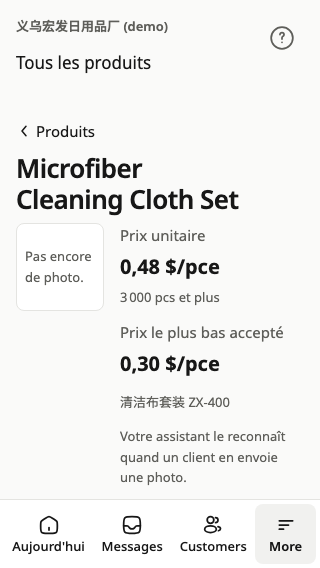 义乌宏发日用品厂 (demo)
Tous les produits
Produits
Microfiber
Cleaning Cloth Set
Pas encore
de photo.
Prix unitaire
0,48 $/pce
3 000 pcs et plus
Prix le plus bas accepté
0,30 $/pce
清洁布套装 ZX-400
Votre assistant le reconnaît
quand un client en envoie
une photo.
Aujourd'hui
Messages
Customers
More